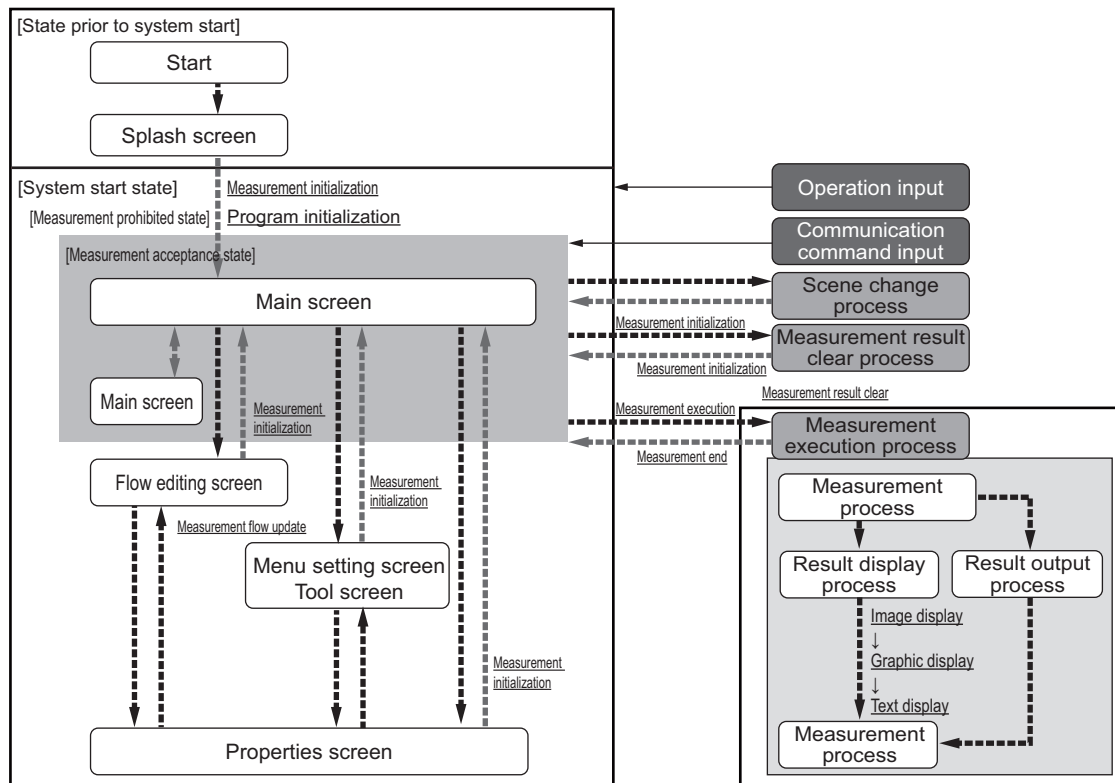 [State prior to system start]
Start
Splash screen
[System start state]
Measurement initialization
[Measurement prohibited state]
Program initialization
[Measurement acceptance state]
Main screen
Main screen
Measurement
initialization
Flow editing screen
Measurement flow update
Measurement
initialization
Menu setting screen
Tool screen
Measurement
initialization
Properties screen
Operation input
Communication
command input
Scene change
process
Measurement initialization
Measurement result
clear process
Measurement initialization
Measurement result clear
Measurement execution
Measurement
execution process
Measurement end
Measurement
process
Result display
process
Result output
process
Image display
↓
Graphic display
↓
Text display
Measurement
process